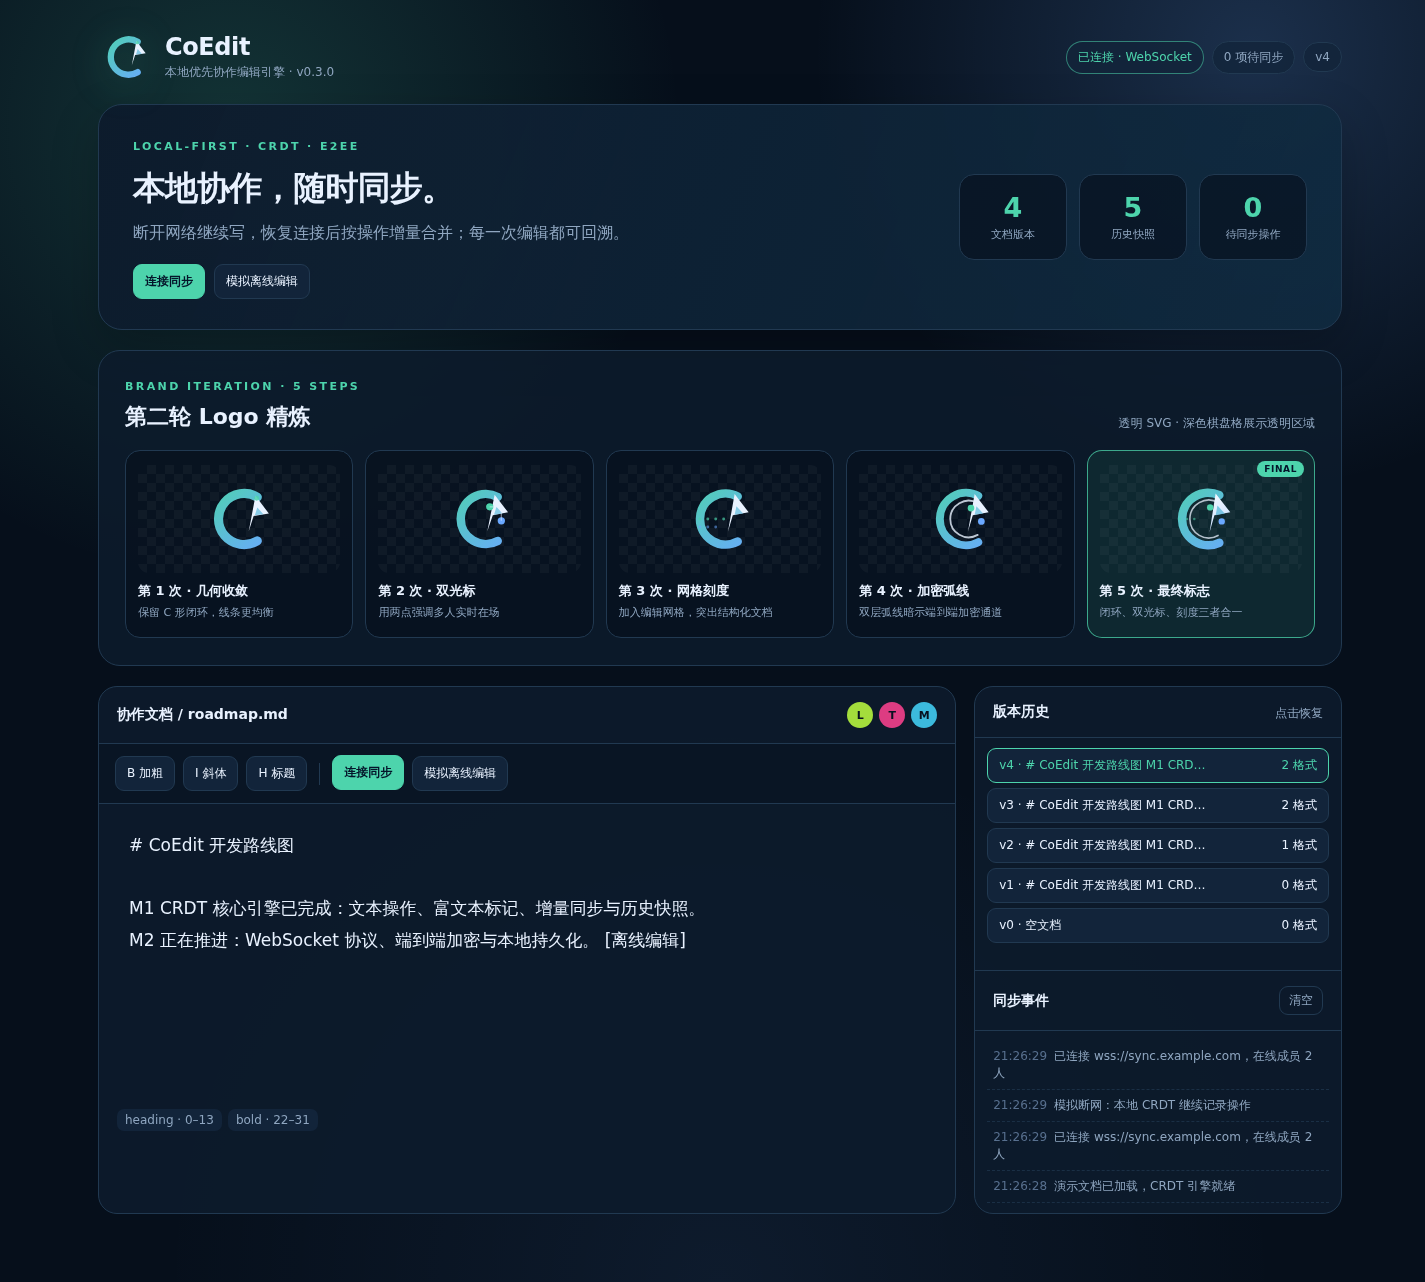 CoEdit
本地优先协作编辑引擎 · v0.3.0
已连接 · WebSocket
0 项待同步
v4
LOCAL-FIRST · CRDT · E2EE
本地协作，随时同步。
断开网络继续写，恢复连接后按操作增量合并；每一次编辑都可回溯。
连接同步
模拟离线编辑
4
文档版本
5
历史快照
0
待同步操作
BRAND ITERATION · 5 STEPS
第二轮 Logo 精炼
透明 SVG · 深色棋盘格展示透明区域
第 1 次 · 几何收敛
保留 C 形闭环，线条更均衡
第 2 次 · 双光标
用两点强调多人实时在场
第 3 次 · 网格刻度
加入编辑网格，突出结构化文档
第 4 次 · 加密弧线
双层弧线暗示端到端加密通道
FINAL
第 5 次 · 最终标志
闭环、双光标、刻度三者合一
协作文档 / roadmap.md
L
T
M
B 加粗
I 斜体
H 标题
连接同步
模拟离线编辑
# CoEdit 开发路线图
M1 CRDT 核心引擎已完成：文本操作、富文本标记、增量同步与历史快照。
M2 正在推进：WebSocket 协议、端到端加密与本地持久化。 [离线编辑]
heading · 0–13
bold · 22–31
版本历史
点击恢复
v4 · # CoEdit 开发路线图 M1 CRD…
2 格式
v3 · # CoEdit 开发路线图 M1 CRD…
2 格式
v2 · # CoEdit 开发路线图 M1 CRD…
1 格式
v1 · # CoEdit 开发路线图 M1 CRD…
0 格式
v0 · 空文档
0 格式
同步事件
清空
21:26:29 已连接 wss://sync.example.com，在线成员 2
人
21:26:29 模拟断网：本地 CRDT 继续记录操作
21:26:29 已连接 wss://sync.example.com，在线成员 2
人
21:26:28 演示文档已加载，CRDT 引擎就绪